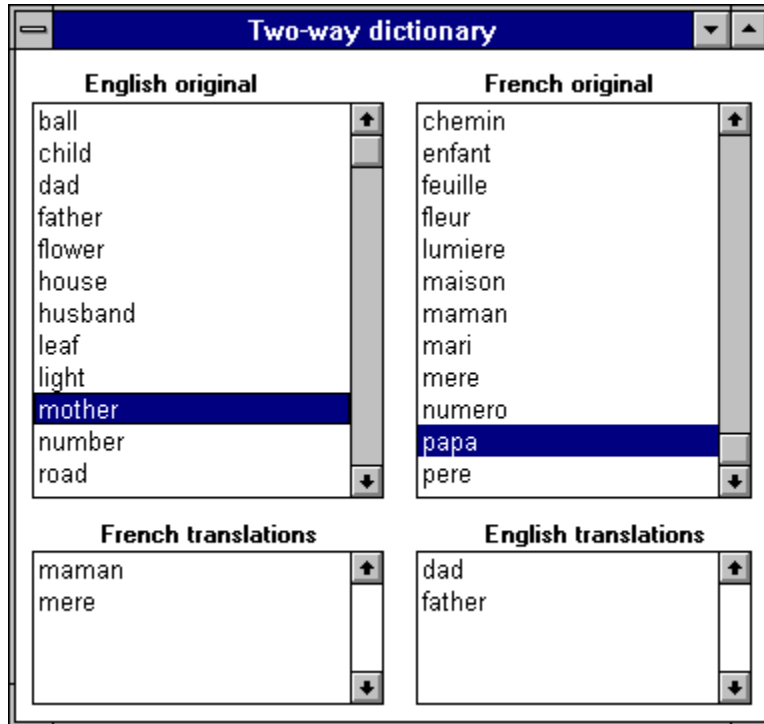 Two-way dictionary
English original
ball
child
dad
father
flower
house
husband
leaf
light
mother
number
road
French original
chemin
enfant
feuille
fleur
lumiere
maison
maman
mari
mere
numero
papa
pere
French translations
maman
mere
English translations
dad
father